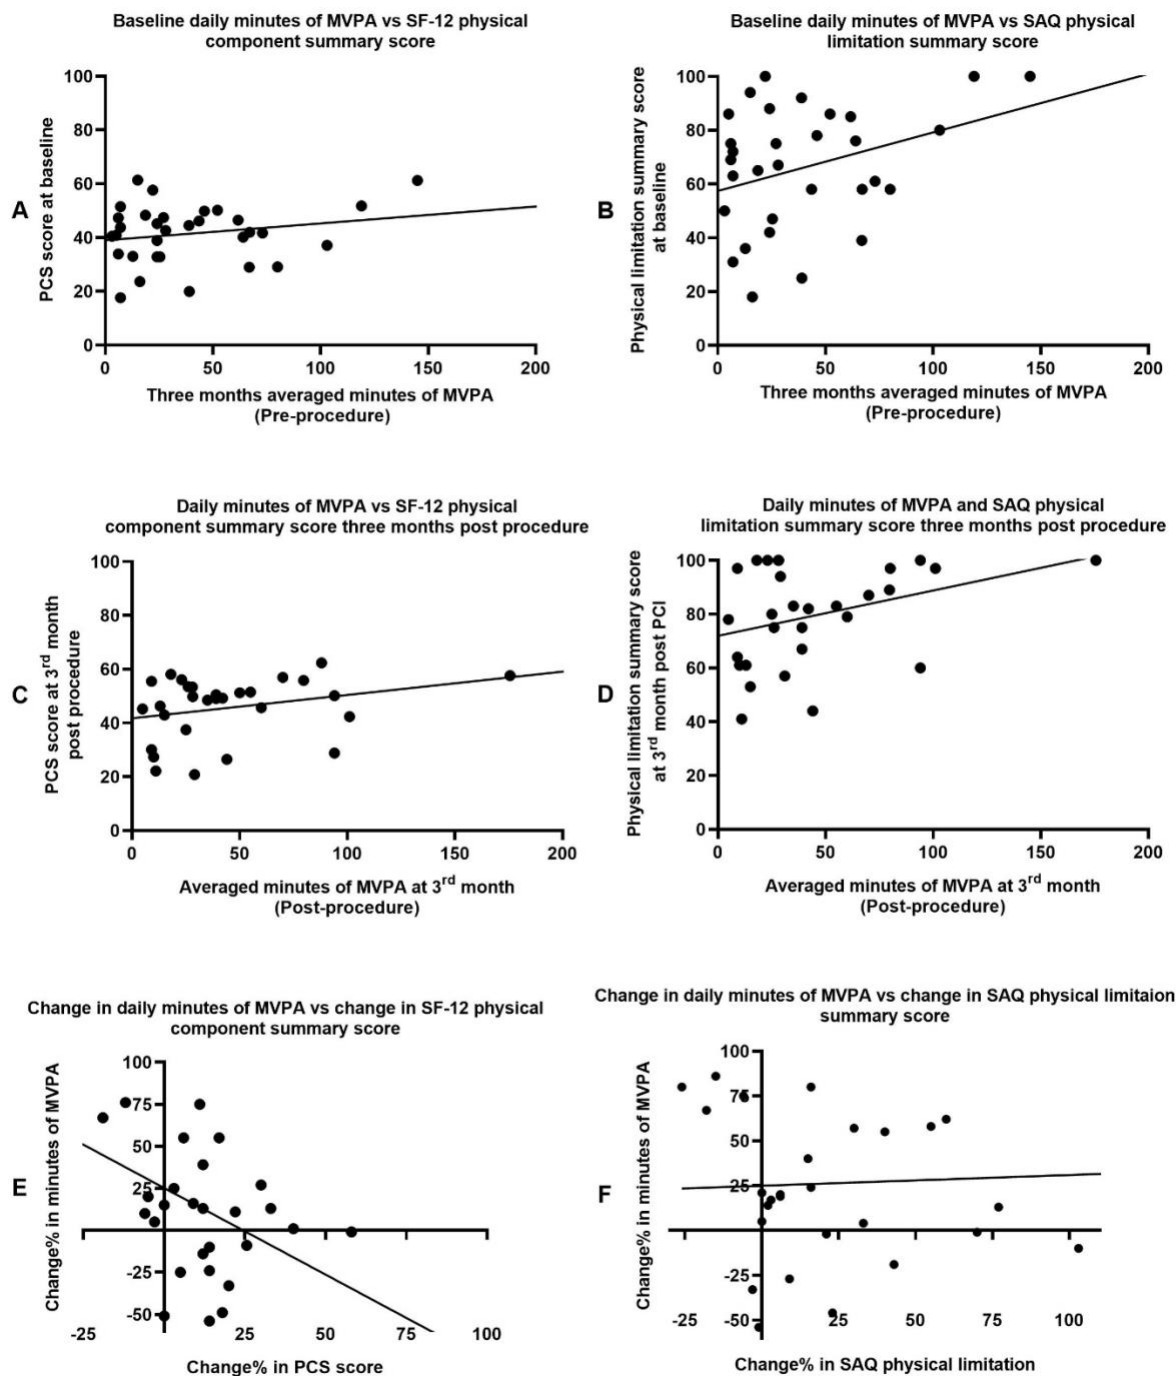 Baseline daily minutes of MVPA vs SF-12 physical
component summary score
A
PCS score at baseline
100
80
60
40
20
0
0
50
100
150
200
Three months averaged minutes of MVPA
(Pre-procedure)
Baseline daily minutes of MVPA vs SAQ physical
limitation summary score
B
Physical limitation summary score
at baseline
100
80
60
40
20
0
0
50
100
150
200
Three months averaged minutes of MVPA
(Pre-procedure)
Daily minutes of MVPA vs SF-12 physical
component summary score three months post procedure
C
PCS score at 3rd month
post procedure
100
80
60
40
20
0
0
50
100
150
200
Averaged minutes of MVPA at 3rd month
(Post-procedure)
Daily minutes of MVPA and SAQ physical
limitation summary score three months post procedure
D
Physical limitation summary score
at 3rd month post PCI
100
80
60
40
20
0
0
50
100
150
200
Averaged minutes of MVPA at 3rd month
(Post-procedure)
Change in daily minutes of MVPA vs change in SF-12 physical
component summary score
E
Change% in minutes of MVPA
100
75
50
25
-25
-50
-25
25
50
75
100
Change% in PCS score
Change in daily minutes of MVPA vs change in SAQ physical limitaion
summary score
F
Change% in minutes of MVPA
100
75
50
25
-25
-50
-25
25
50
75
100
Change% in SAQ physical limitation